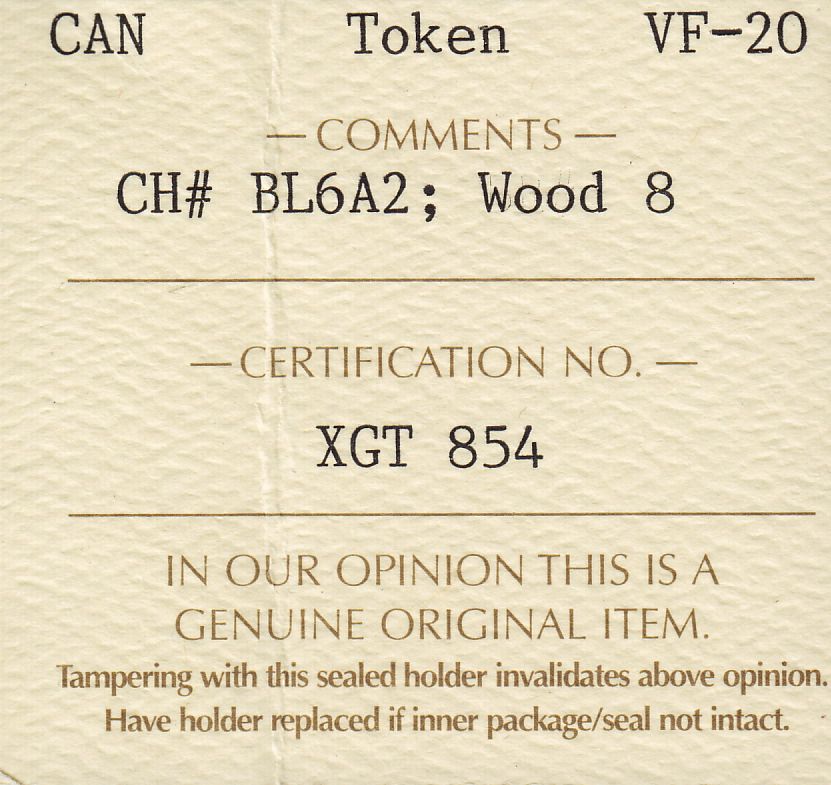 CAN Token VF-20
— COMMENTS —
CH# BL6A2; Wood 8
— CERTIFICATION NO. —
XGT 854
IN OUR OPINION THIS IS A
GENUINE ORIGINAL ITEM.
Tampering with this sealed holder invalidates above opinion.
Have holder replaced if inner package/seal not intact.